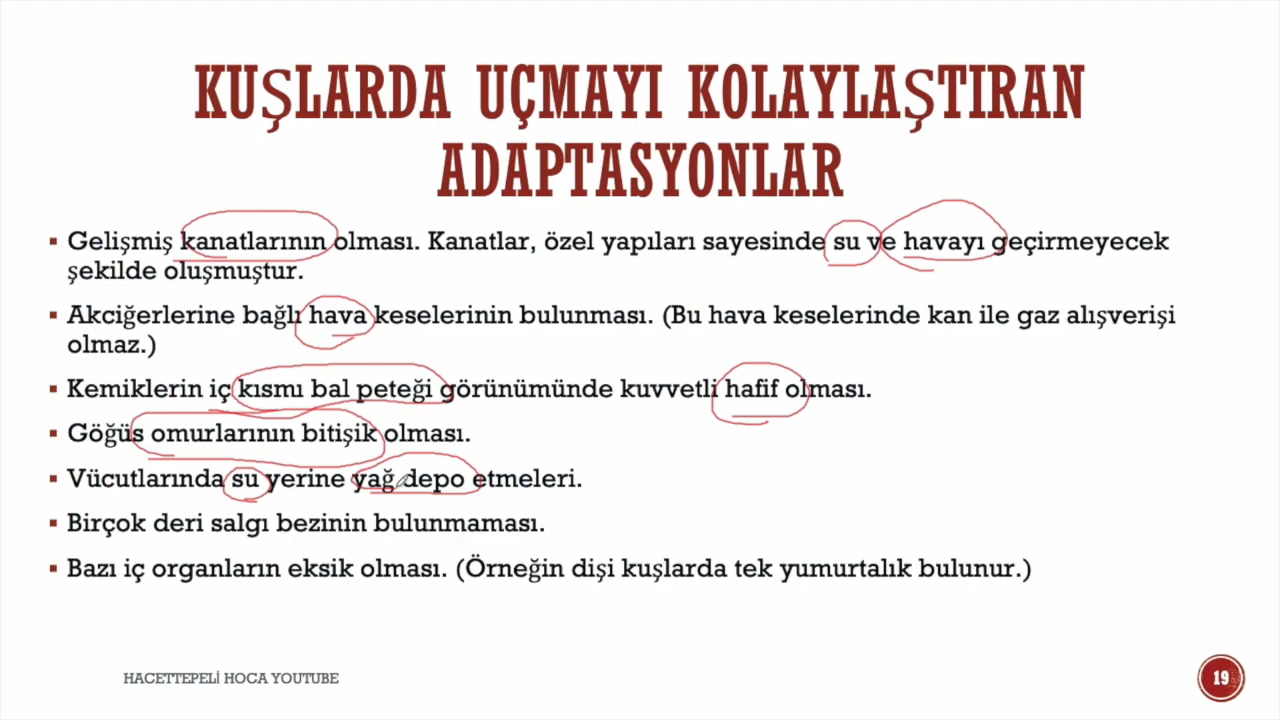 KUŞLARDA UÇMAYI KOLAYLAŞTIRAN
ADAPTASYONLAR
▪ Gelişmiş kanatlarının olması. Kanatlar, özel yapıları sayesinde su ve havayı geçirmeyecek
şekilde oluşmuştur.
▪ Akciğerlerine bağlı hava keselerinin bulunması. (Bu hava keselerinde kan ile gaz alışverişi
olmaz.)
▪ Kemiklerin iç kısmı bal peteği görünümünde kuvvetli hafif olması.
▪ Göğüs omurlarının bitişik olması.
▪ Vücutlarında su yerine yağ depo etmeleri.
▪ Birçok deri salgı bezinin bulunmaması.
▪ Bazı iç organların eksik olması. (Örneğin dişi kuşlarda tek yumurtalık bulunur.)
HACETTEPELİ HOCA YOUTUBE
19